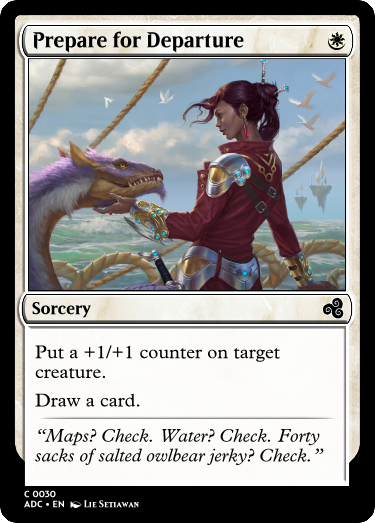 Prepare for Departure
Sorcery
Put a +1/+1 counter on target
creature.
Draw a card.
“Maps? Check. Water? Check. Forty
sacks of salted owlbear jerky? Check.”
C 0030
ADC • EN Lie Setiawan